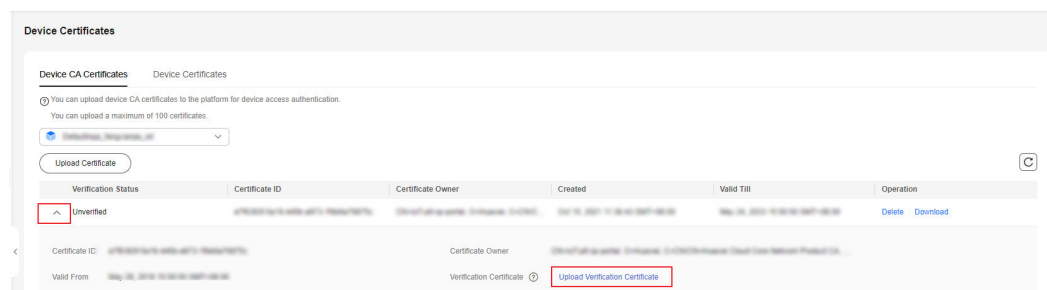 Device Certificates
Device CA Certificates Device Certificates
You can upload device CA certificates to the platform for device access authentication.
You can upload a maximum of 100 certificates.
Upload Certificate
Verification Status Certificate ID Certificate Owner Created Valid Till Operation
Unverified Delete Download
Certificate ID: Certificate Owner
Valid From Verification Certificate Upload Verification Certificate